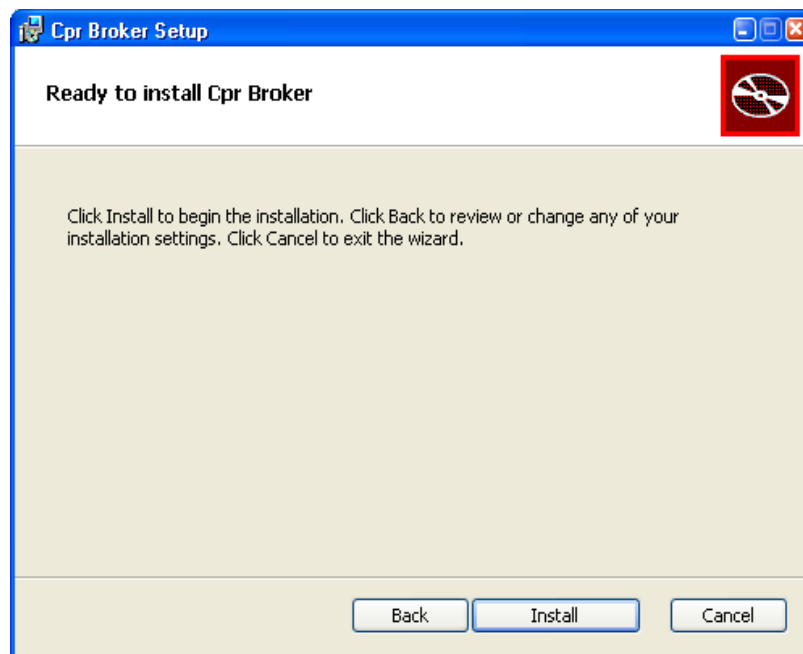 Cpr Broker Setup
Ready to install Cpr Broker
Click Install to begin the installation. Click Back to review or change any of your
installation settings. Click Cancel to exit the wizard.
Back Install Cancel